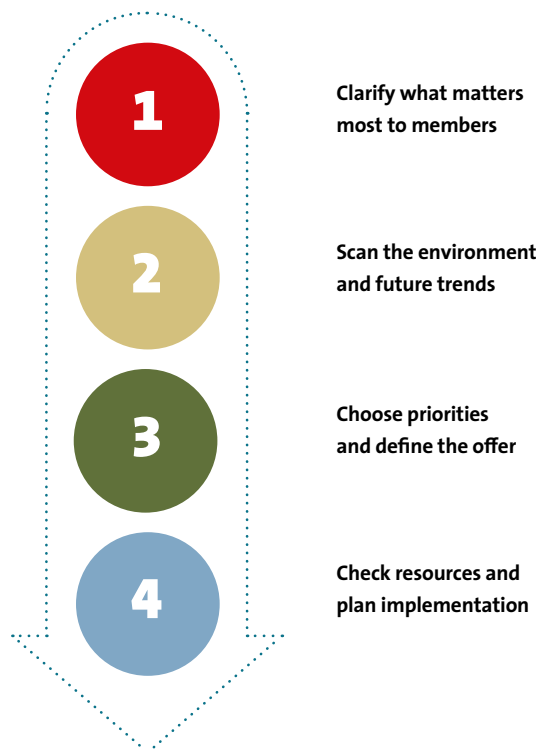 1
Clarify what matters
most to members
2
Scan the environment
and future trends
3
Choose priorities
and define the offer
4
Check resources and
plan implementation